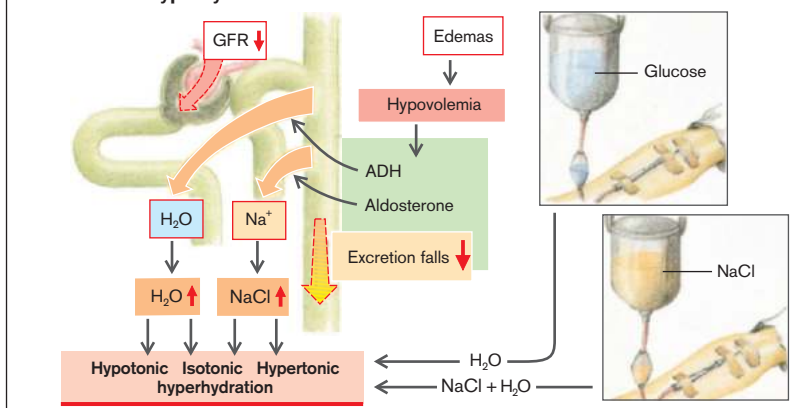 GFR
Edemas
Glucose
Hypovolemia
ADH
Aldosterone
H₂O
Na⁺
Excretion falls
NaCl
H₂O
NaCl
Hypotonic Isotonic Hypertonic
hyperhydration
H₂O
NaCl + H₂O